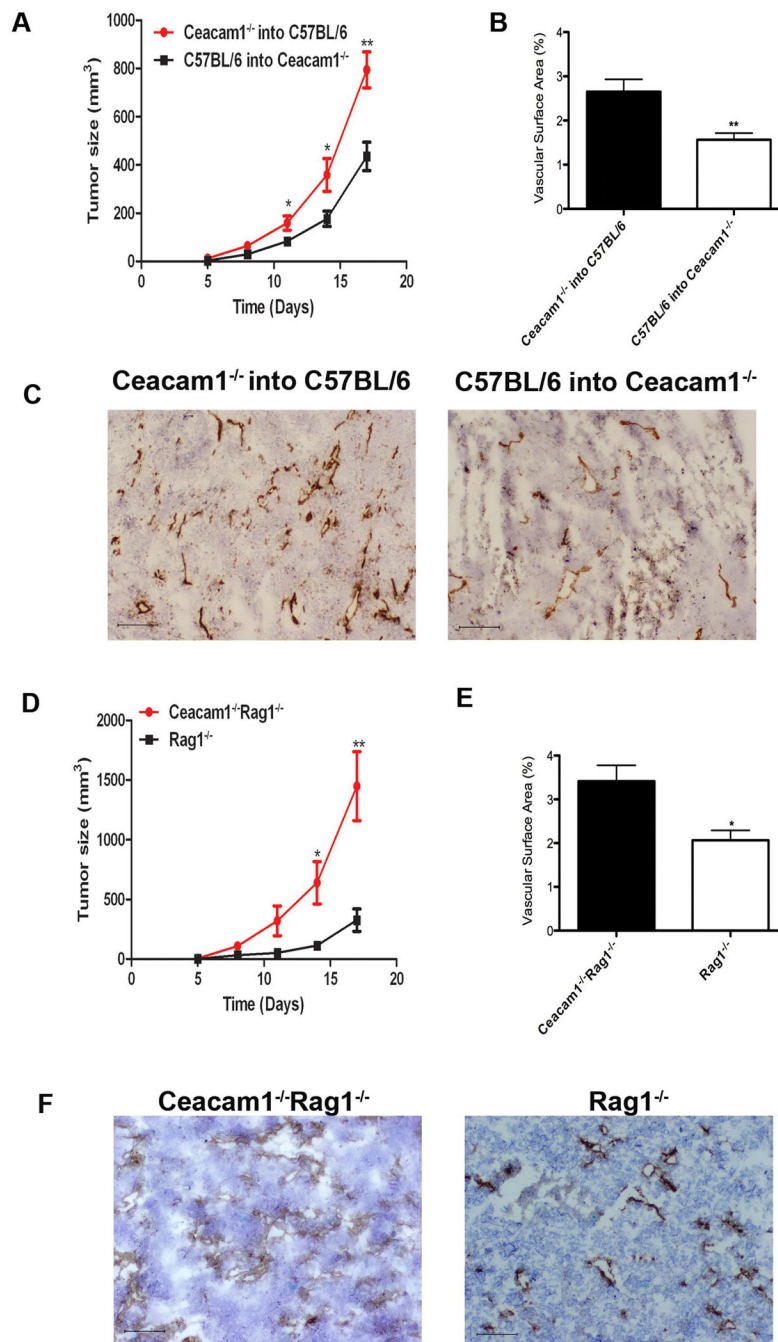 A
Ceacam1-/- into C57BL/6
C57BL/6 into Ceacam1-/-
Tumor size (mm3)
1000
800
600
400
200
0
*
*
**
0
5
10
15
20
Time (Days)
B
Vascular Surface Area (%)
4
3
2
1
0
**
Ceacam1-/- into C57BL/6
C57BL/6 into Ceacam1-/-
C
Ceacam1-/- into C57BL/6
C57BL/6 into Ceacam1-/-
D
Ceacam1-/-Rag1-/-
Rag1-/-
Tumor size (mm3)
2000
1500
1000
500
0
*
**
0
5
10
15
20
Time (Days)
E
Vascular Surface Area (%)
4
3
2
1
0
*
Ceacam1-/-Rag1-/-
Rag1-/-
F
Ceacam1-/-Rag1-/-
Rag1-/-